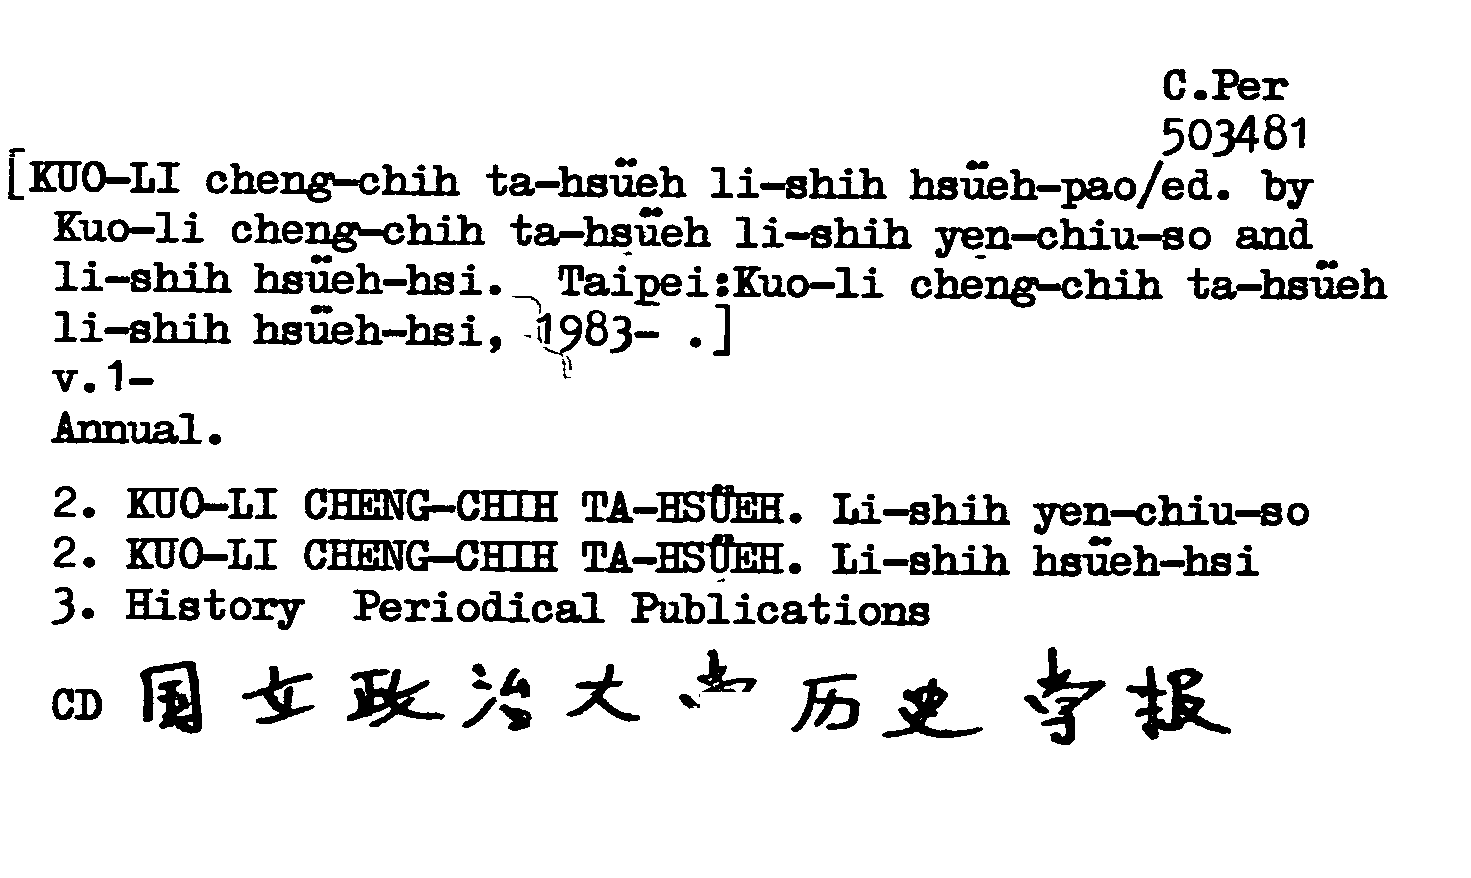 C.Per
503481
[KUO-LI cheng-chih ta-hsüeh li-shih hsüeh-pao/ed. by
Kuo-li cheng-chih ta-hsüeh li-shih yen-chiu-so and
li-shih hsüeh-hsi. Taipei:Kuo-li cheng-chih ta-hsüeh
li-shih hsüeh-hsi, 1983- .]
v.1-
Annual.
2. KUO-LI CHENG-CHIH TA-HSÜEH. Li-shih yen-chiu-so
2. KUO-LI CHENG-CHIH TA-HSÜEH. Li-shih hsüeh-hsi
3. History Periodical Publications
CD 国立政治大学历史学报